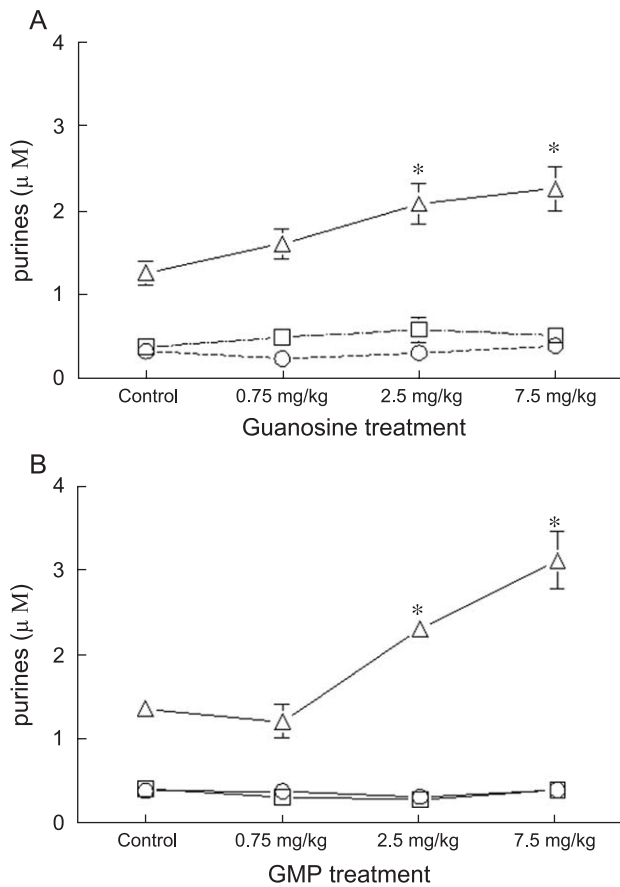 A
4
3
2
1
0
purines (μ M)
* *
Control 0.75 mg/kg 2.5 mg/kg 7.5 mg/kg
Guanosine treatment
B
4
3
2
1
0
purines (μ M)
* *
Control 0.75 mg/kg 2.5 mg/kg 7.5 mg/kg
GMP treatment